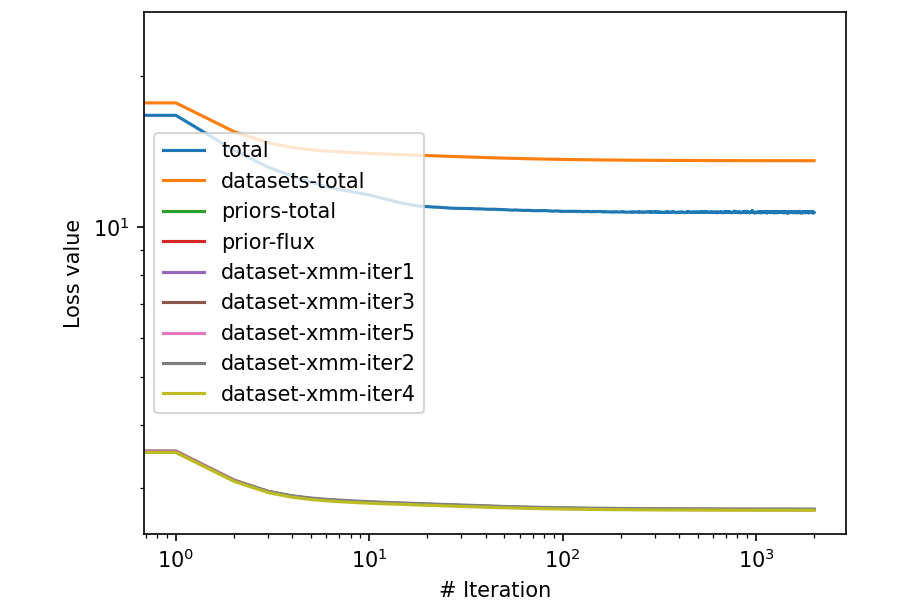 total
datasets-total
priors-total
prior-flux
dataset-xmm-iter1
dataset-xmm-iter3
dataset-xmm-iter5
dataset-xmm-iter2
dataset-xmm-iter4
Loss value
10¹
10⁰ 10¹ 10² 10³
# Iteration